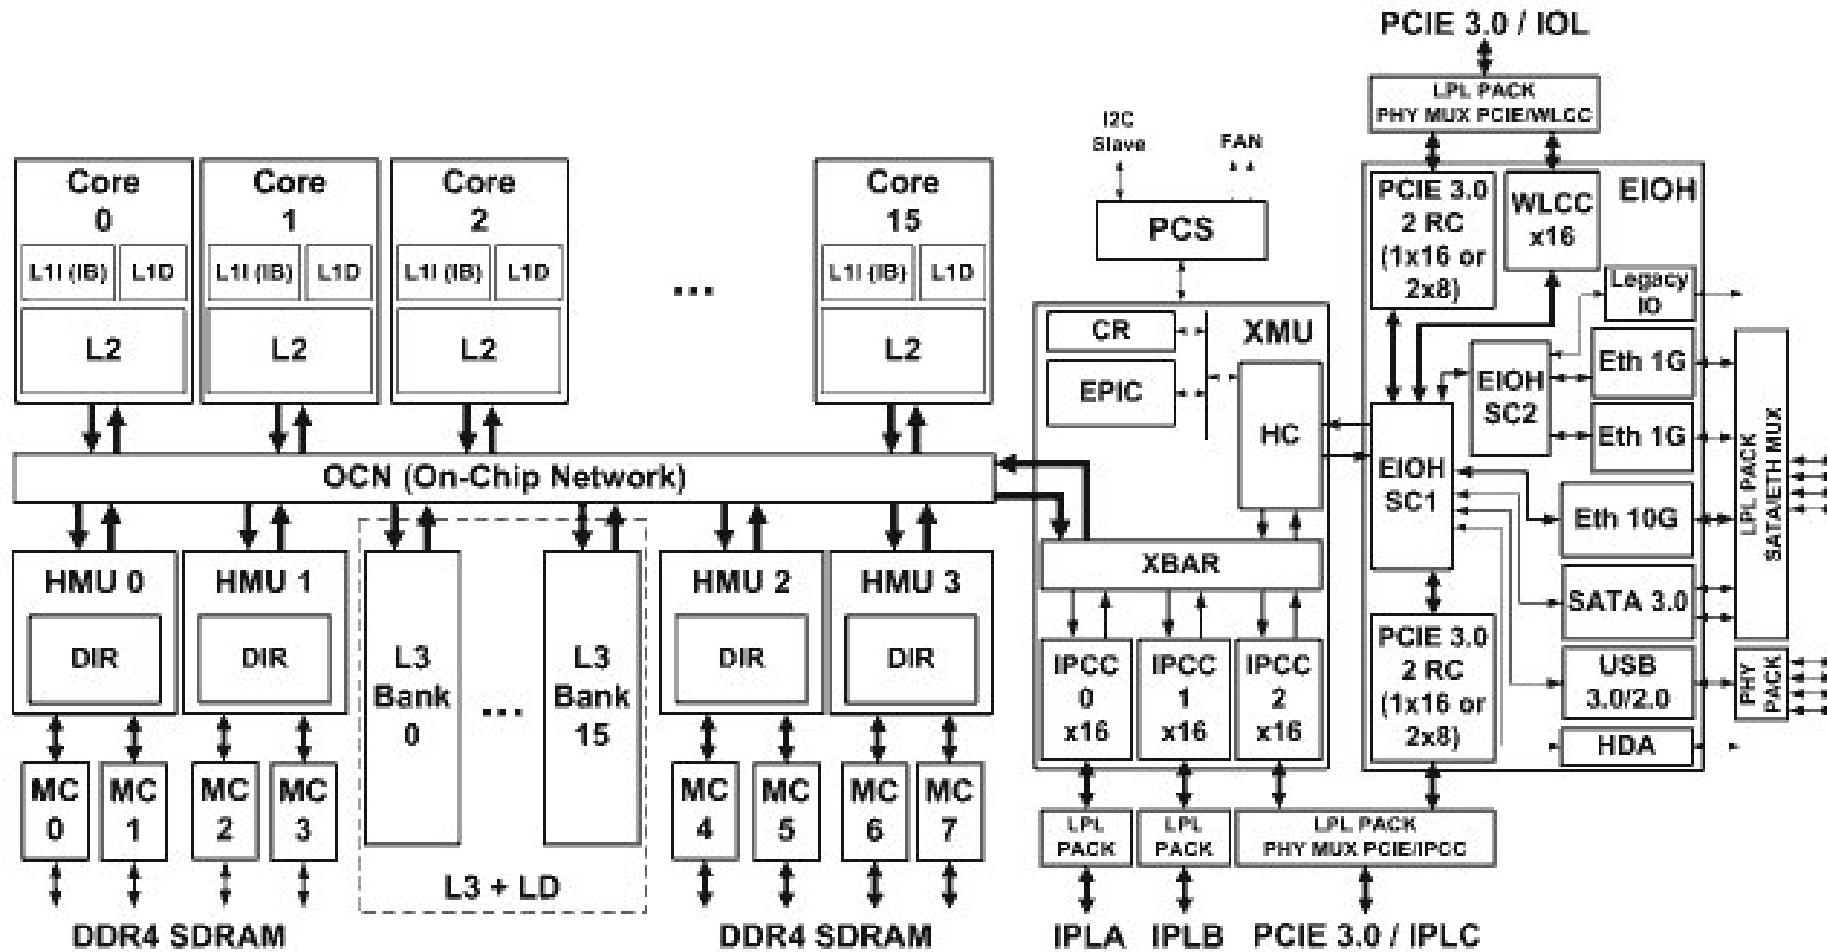 PCIE 3.0 / IOL
LPL PACK
PHY MUX PCIE/WLCC
I2C
Slave
FAN
Core
0
L1I (IB)
L1D
L2
Core
1
L1I (IB)
L1D
L2
Core
2
L1I (IB)
L1D
L2
...
Core
15
L1I (IB)
L1D
L2
PCS
XMU
CR
EPIC
HC
EIOH
PCIE 3.0
2 RC
(1x16 or
2x8)
WLCC
x16
Legacy
IO
EIOH
SC2
Eth 1G
Eth 1G
EIOH
SC1
Eth 10G
SATA 3.0
USB
3.0/2.0
HDA
LPL PACK
SATA/ETH MUX
PHY
PACK
OCN (On-Chip Network)
HMU 0
DIR
HMU 1
DIR
L3
Bank
0
...
L3
Bank
15
L3 + LD
HMU 2
DIR
HMU 3
DIR
XBAR
IPCC
0
x16
IPCC
1
x16
IPCC
2
x16
PCIE 3.0
2 RC
(1x16 or
2x8)
MC
0
MC
1
MC
2
MC
3
MC
4
MC
5
MC
6
MC
7
LPL
PACK
LPL
PACK
LPL PACK
PHY MUX PCIE/IPCC
DDR4 SDRAM
DDR4 SDRAM
IPLA
IPLB
PCIE 3.0 / IPLC